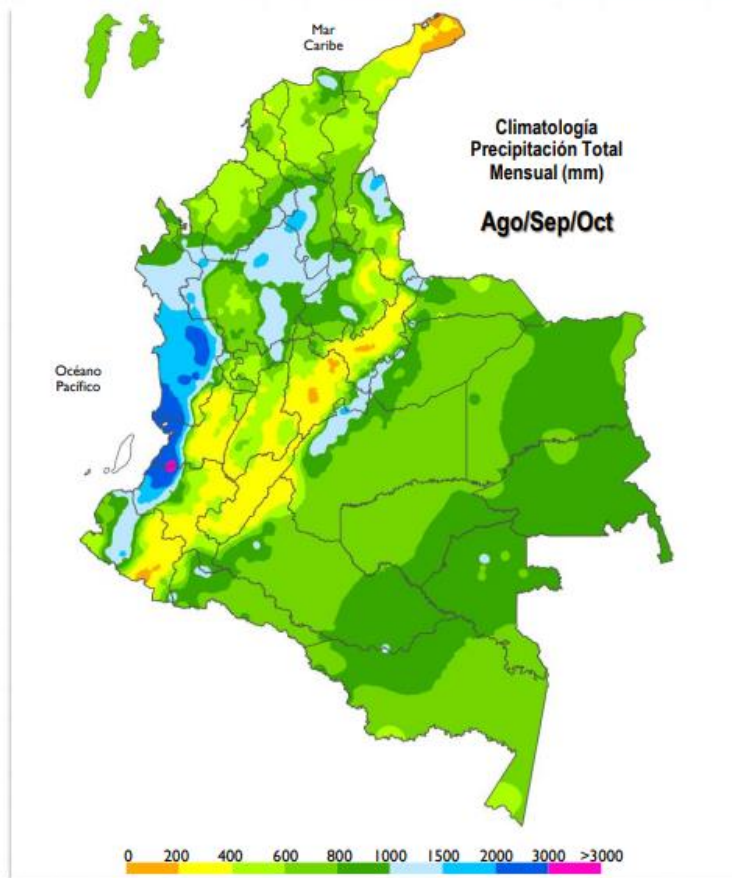 Mar
Caribe
Climatología
Precipitación Total
Mensual (mm)
Ago/Sep/Oct
Océano
Pacífico
0 200 400 600 800 1000 1500 2000 3000 >3000